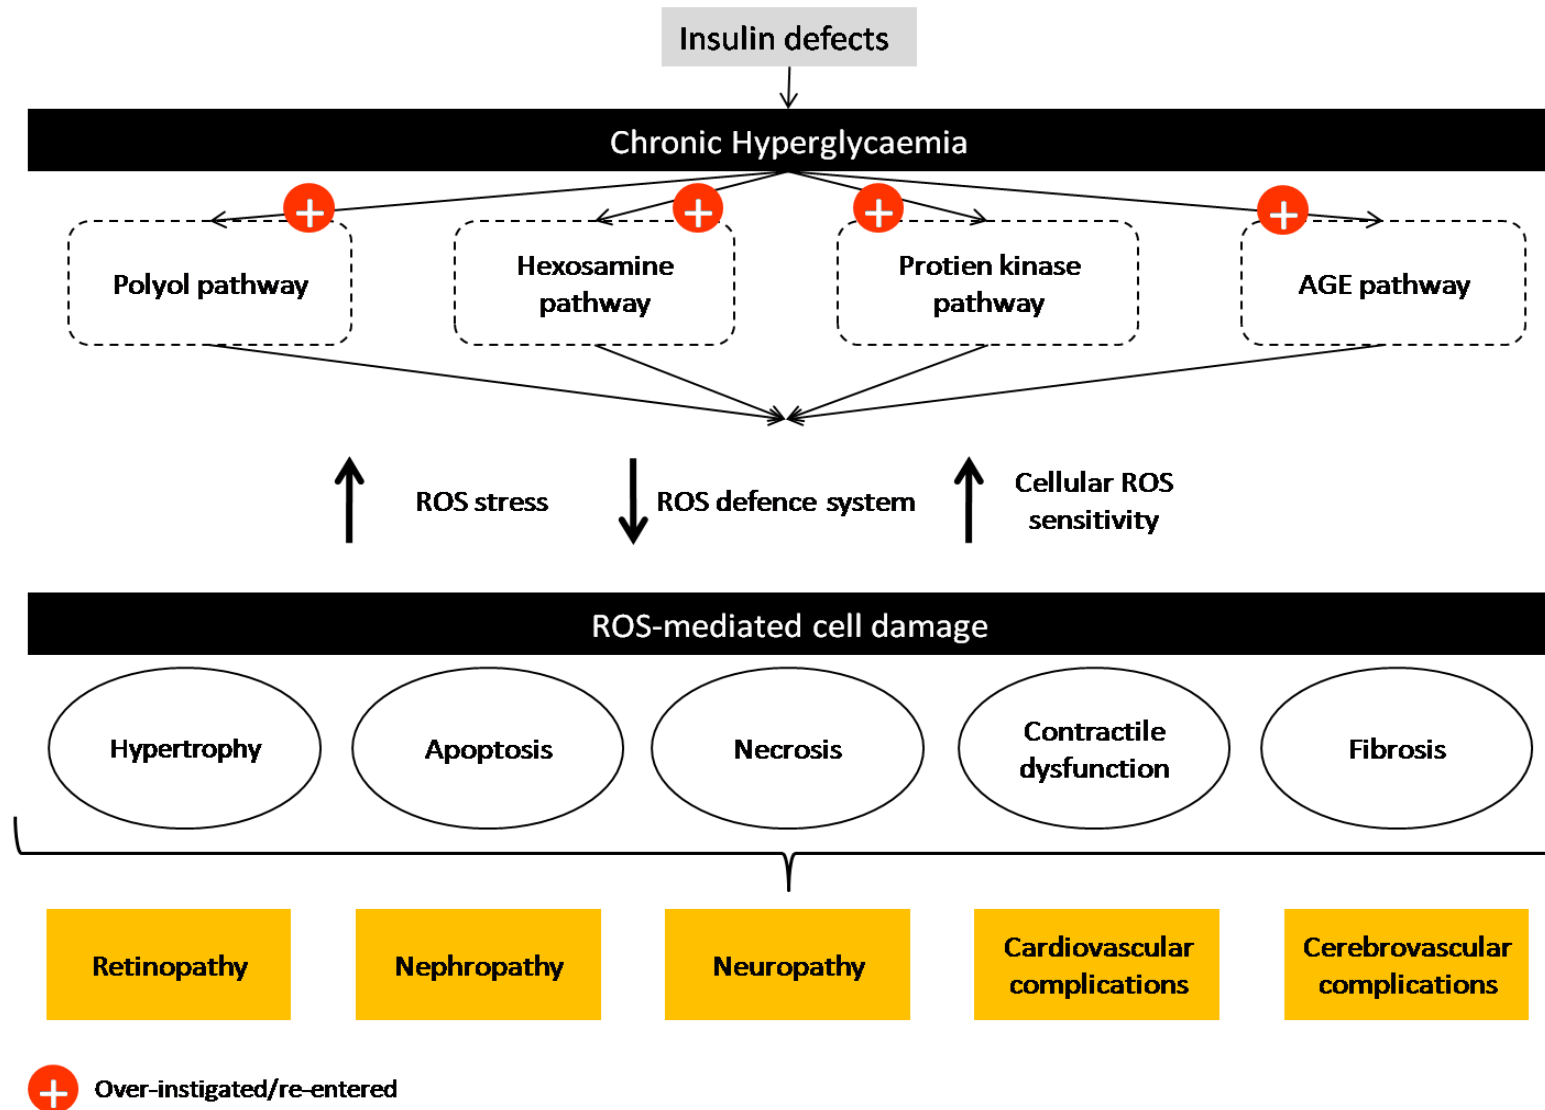 Insulin defects
Chronic Hyperglycaemia
+
+
+
+
Polyol pathway
Hexosamine
pathway
Protien kinase
pathway
AGE pathway
ROS stress
ROS defence system
Cellular ROS
sensitivity
ROS-mediated cell damage
Hypertrophy
Apoptosis
Necrosis
Contractile
dysfunction
Fibrosis
Retinopathy
Nephropathy
Neuropathy
Cardiovascular
complications
Cerebrovascular
complications
+ Over-instigated/re-entered